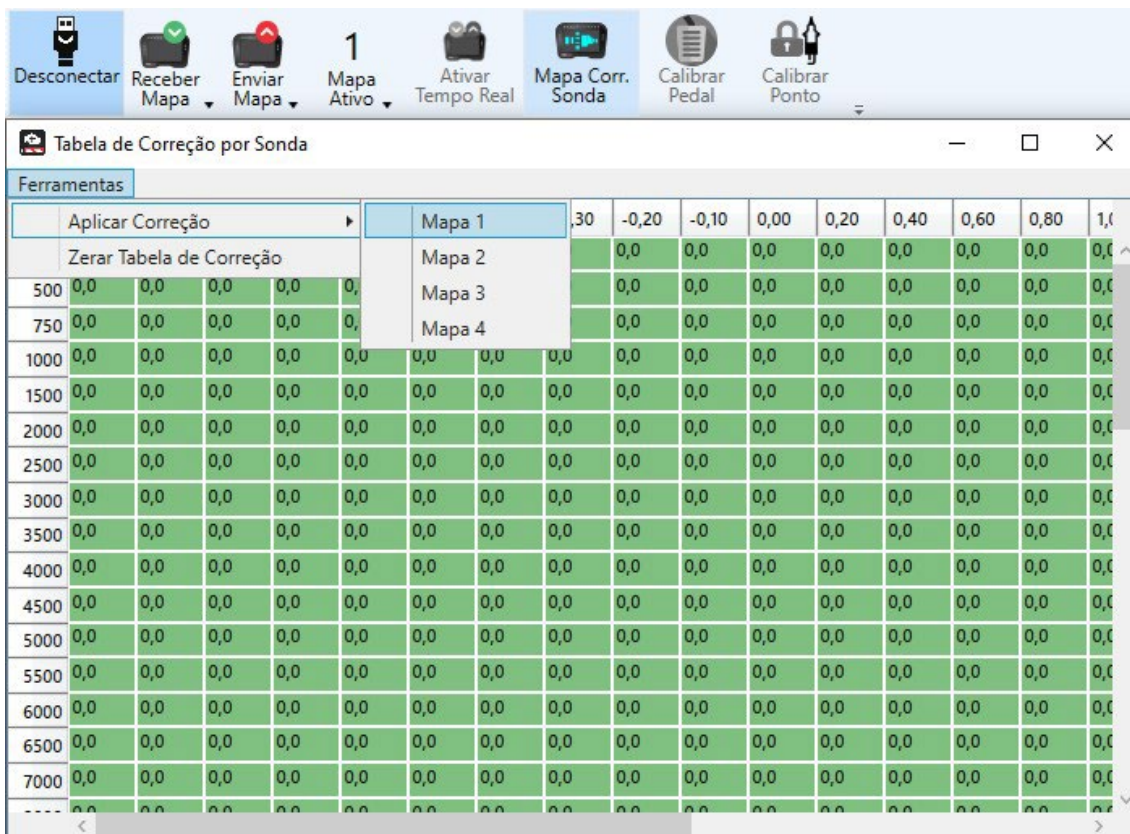 Desconectar Receber Mapa Enviar Mapa 1 Mapa Ativo Ativar Tempo Real Mapa Corr. Sonda Calibrar Pedal Calibrar Ponto
Tabela de Correção por Sonda
Ferramentas
Aplicar Correção Mapa 1 ,30 -0,20 -0,10 0,00 0,20 0,40 0,60 0,80
Zerar Tabela de Correção Mapa 2 0,0 0,0 0,0 0,0 0,0 0,0 0,0
500 0,0 0,0 0,0 0,0 Mapa 3 0,0 0,0 0,0 0,0 0,0 0,0 0,0
750 0,0 0,0 0,0 0,0 Mapa 4 0,0 0,0 0,0 0,0 0,0 0,0 0,0
1000 0,0 0,0 0,0 0,0 0,0 0,0 0,0 0,0 0,0 0,0 0,0 0,0 0,0 0,0 0,0
1500 0,0 0,0 0,0 0,0 0,0 0,0 0,0 0,0 0,0 0,0 0,0 0,0 0,0 0,0 0,0
2000 0,0 0,0 0,0 0,0 0,0 0,0 0,0 0,0 0,0 0,0 0,0 0,0 0,0 0,0 0,0
2500 0,0 0,0 0,0 0,0 0,0 0,0 0,0 0,0 0,0 0,0 0,0 0,0 0,0 0,0 0,0
3000 0,0 0,0 0,0 0,0 0,0 0,0 0,0 0,0 0,0 0,0 0,0 0,0 0,0 0,0 0,0
3500 0,0 0,0 0,0 0,0 0,0 0,0 0,0 0,0 0,0 0,0 0,0 0,0 0,0 0,0 0,0
4000 0,0 0,0 0,0 0,0 0,0 0,0 0,0 0,0 0,0 0,0 0,0 0,0 0,0 0,0 0,0
4500 0,0 0,0 0,0 0,0 0,0 0,0 0,0 0,0 0,0 0,0 0,0 0,0 0,0 0,0 0,0
5000 0,0 0,0 0,0 0,0 0,0 0,0 0,0 0,0 0,0 0,0 0,0 0,0 0,0 0,0 0,0
5500 0,0 0,0 0,0 0,0 0,0 0,0 0,0 0,0 0,0 0,0 0,0 0,0 0,0 0,0 0,0
6000 0,0 0,0 0,0 0,0 0,0 0,0 0,0 0,0 0,0 0,0 0,0 0,0 0,0 0,0 0,0
6500 0,0 0,0 0,0 0,0 0,0 0,0 0,0 0,0 0,0 0,0 0,0 0,0 0,0 0,0 0,0
7000 0,0 0,0 0,0 0,0 0,0 0,0 0,0 0,0 0,0 0,0 0,0 0,0 0,0 0,0 0,0